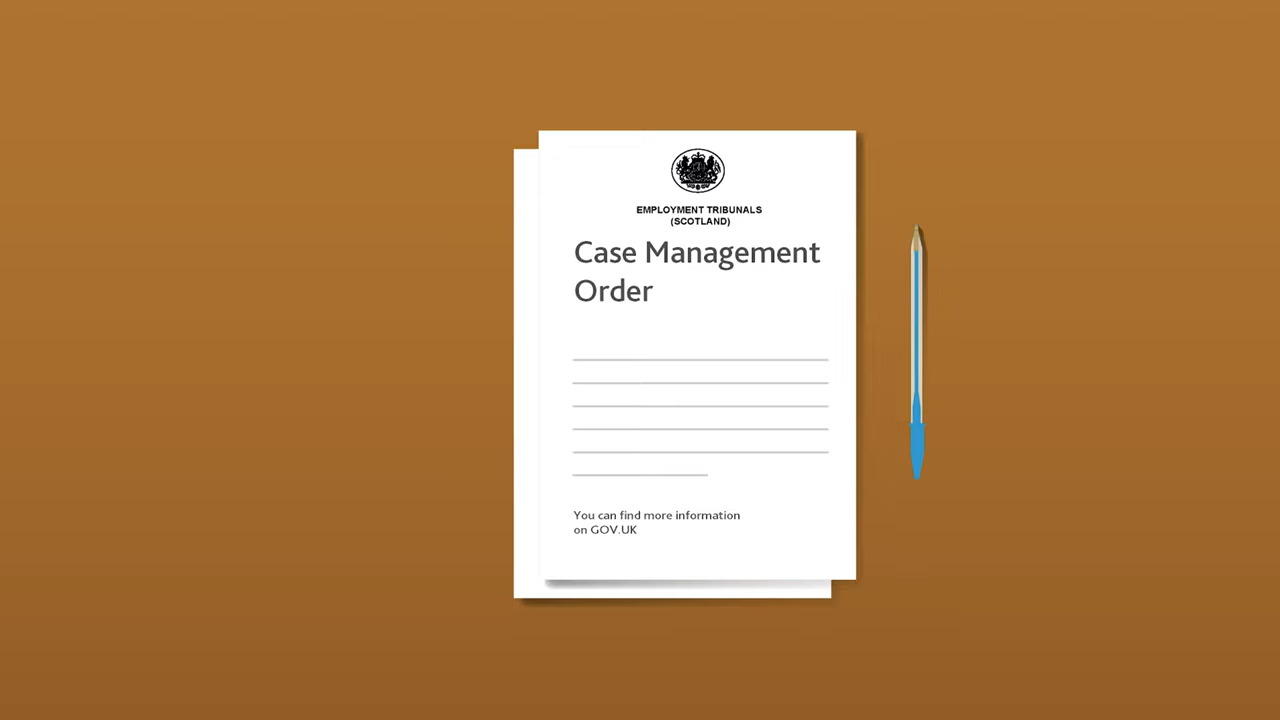 EMPLOYMENT TRIBUNALS
(SCOTLAND)
Case Management
Order
You can find more information
on GOV.UK